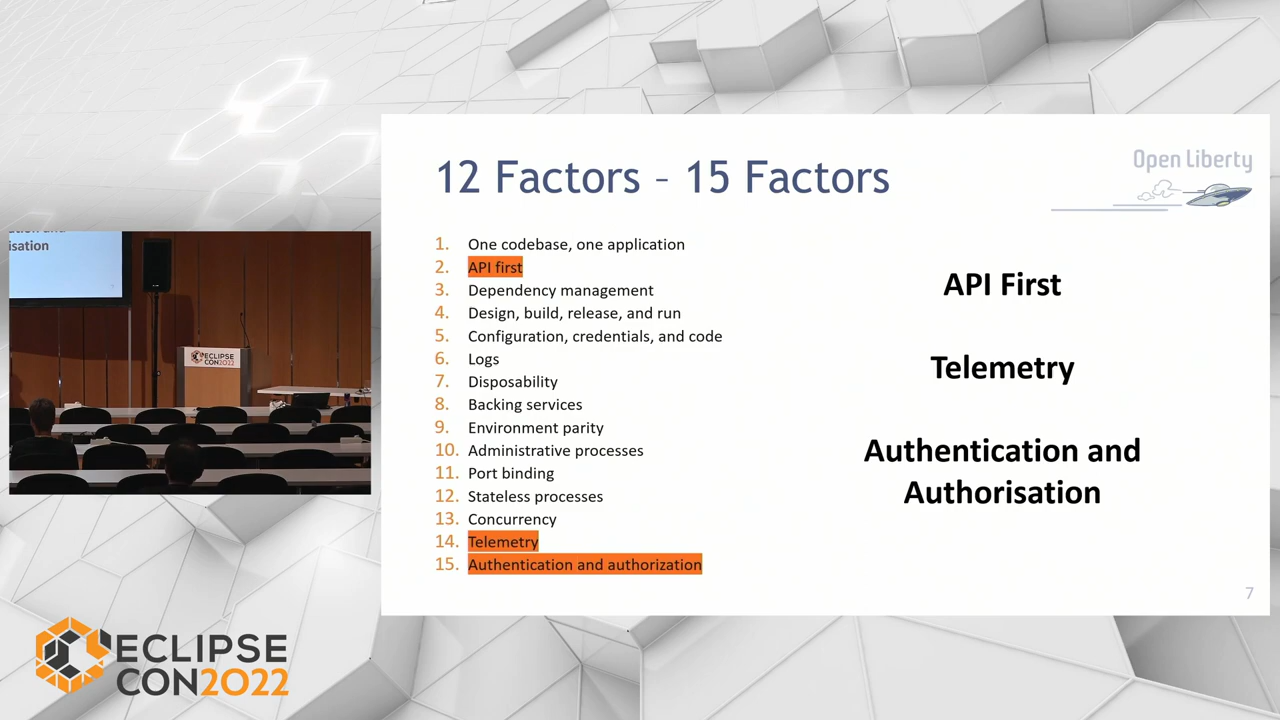 12 Factors – 15 Factors
Open Liberty
1. One codebase, one application
2. API first
3. Dependency management
4. Design, build, release, and run
5. Configuration, credentials, and code
6. Logs
7. Disposability
8. Backing services
9. Environment parity
10. Administrative processes
11. Port binding
12. Stateless processes
13. Concurrency
14. Telemetry
15. Authentication and authorization
API First
Telemetry
Authentication and
Authorisation
7
isation
ECLIPSE
CON2022
ECLIPSE
CON2022